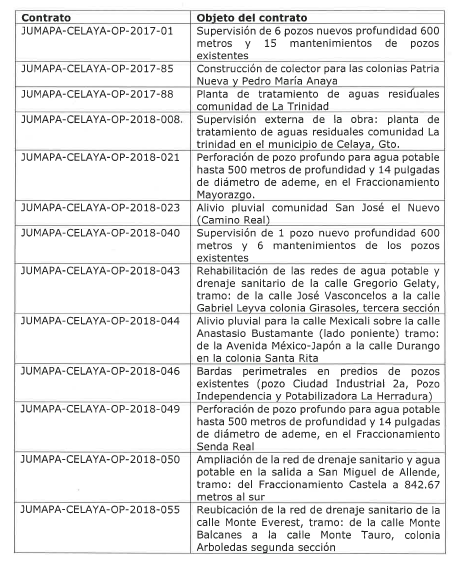 Contrato Objeto del contrato
JUMAPA-CELAYA-OP-2017-01 Supervisión de 6 pozos nuevos profundidad 600
metros y 15 mantenimientos de pozos
existentes
JUMAPA-CELAYA-OP-2017-85 Construcción de colector para las colonias Patria
Nueva y Pedro María Anaya
JUMAPA-CELAYA-OP-2017-88 Planta de tratamiento de aguas residuales
comunidad de La Trinidad
JUMAPA-CELAYA-OP-2018-008. Supervisión externa de la obra: planta de
tratamiento de aguas residuales comunidad La
trinidad en el municipio de Celaya, Gto.
JUMAPA-CELAYA-OP-2018-021 Perforación de pozo profundo para agua potable
hasta 500 metros de profundidad y 14 pulgadas
de diámetro de ademe, en el Fraccionamiento
Mayorazgo.
JUMAPA-CELAYA-OP-2018-023 Alivio pluvial comunidad San José el Nuevo
(Camino Real)
JUMAPA-CELAYA-OP-2018-040 Supervisión de 1 pozo nuevo profundidad 600
metros y 6 mantenimientos de los pozos
existentes
JUMAPA-CELAYA-OP-2018-043 Rehabilitación de las redes de agua potable y
drenaje sanitario de la calle Gregorio Gelaty,
tramo: de la calle José Vasconcelos a la calle
Gabriel Leyva colonia Girasoles, tercera sección
JUMAPA-CELAYA-OP-2018-044 Alivio pluvial para la calle Mexicali sobre la calle
Anastasio Bustamante (lado poniente) tramo:
de la Avenida México-Japón a la calle Durango
en la colonia Santa Rita
JUMAPA-CELAYA-OP-2018-046 Bardas perimetrales en predios de pozos
existentes (pozo Ciudad Industrial 2a, Pozo
Independencia y Potabilizadora La Herradura)
JUMAPA-CELAYA-OP-2018-049 Perforación de pozo profundo para agua potable
hasta 500 metros de profundidad y 14 pulgadas
de diámetro de ademe, en el Fraccionamiento
Senda Real
JUMAPA-CELAYA-OP-2018-050 Ampliación de la red de drenaje sanitario y agua
potable en la salida a San Miguel de Allende,
tramo: del Fraccionamiento Castela a 842.67
metros al sur
JUMAPA-CELAYA-OP-2018-055 Reubicación de la red de drenaje sanitario de la
calle Monte Everest, tramo: de la calle Monte
Balcanes a la calle Monte Tauro, colonia
Arboledas segunda sección